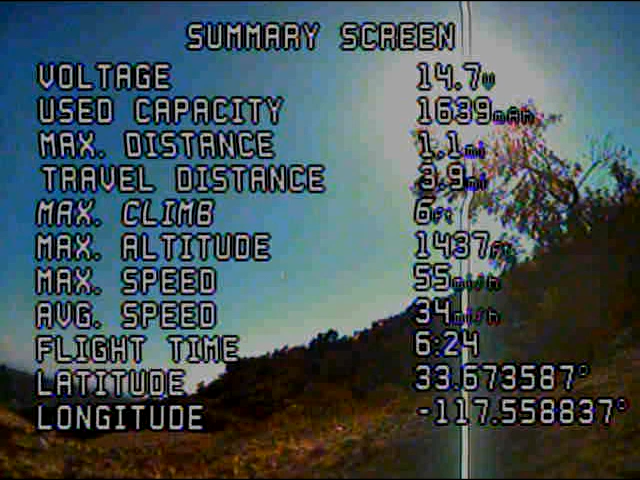 SUMMARY SCREEN
VOLTAGE 14.7v
USED CAPACITY 1639mAh
MAX. DISTANCE 1.1mi
TRAVEL DISTANCE 3.9mi
MAX. CLIMB 6ft
MAX. ALTITUDE 1437ft
MAX. SPEED 55mi/h
AVG. SPEED 34mi/h
FLIGHT TIME 6:24
LATITUDE 33.673587°
LONGITUDE -117.558837°